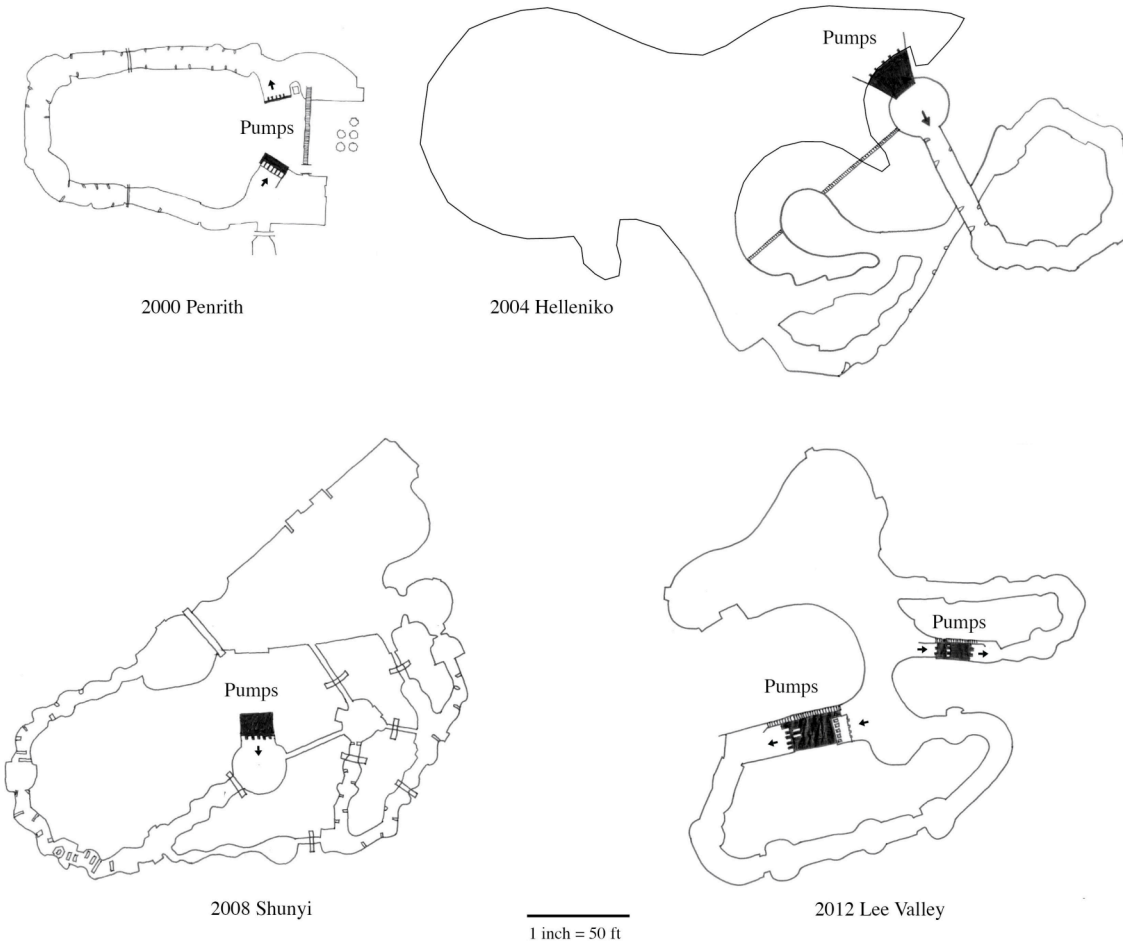 Pumps
Pumps
2000 Penrith
2004 Helleniko
Pumps
Pumps
Pumps
2008 Shunyi
2012 Lee Valley
1 inch = 50 ft